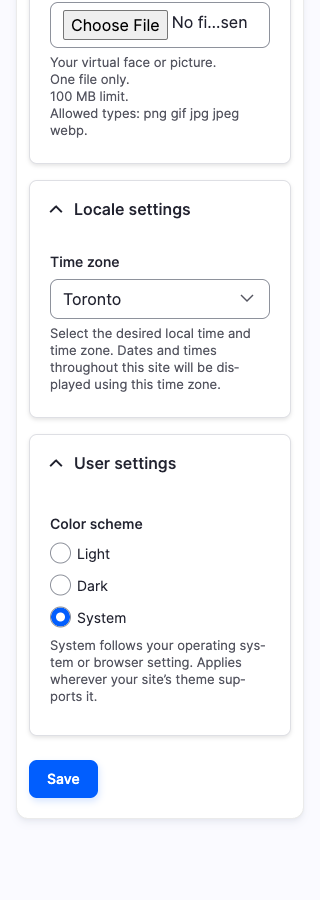 Choose File No fi...sen
Your virtual face or picture.
One file only.
100 MB limit.
Allowed types: png gif jpg jpeg
webp.
Locale settings
Time zone
Toronto
Select the desired local time and
time zone. Dates and times
throughout this site will be dis-
played using this time zone.
User settings
Color scheme
Light
Dark
System
System follows your operating sys-
tem or browser setting. Applies
wherever your site’s theme sup-
ports it.
Save